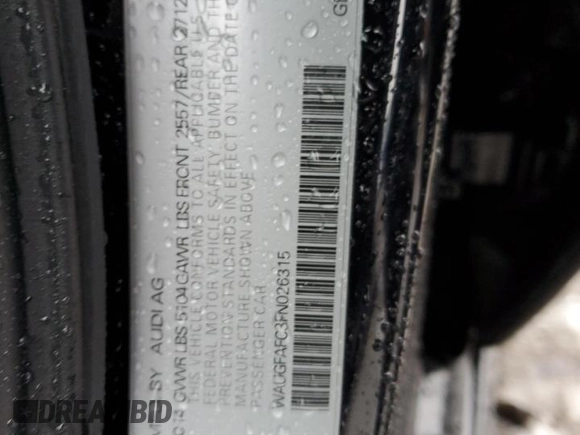 BY AUDI AG
GVWR LBS 5104 GAWR LBS FRONT 2557/REAR 2712
THIS VEHICLE CONFORMS TO ALL APPLICABLE
FEDERAL MOTOR VEHICLE SAFETY, BUMPER AND
PREVENTION STANDARDS IN EFFECT ON THE DATE OF
MANUFACTURE SHOWN ABOVE.
PASSENGER CAR
WAUGFAFC3FN026315
DREAMBID